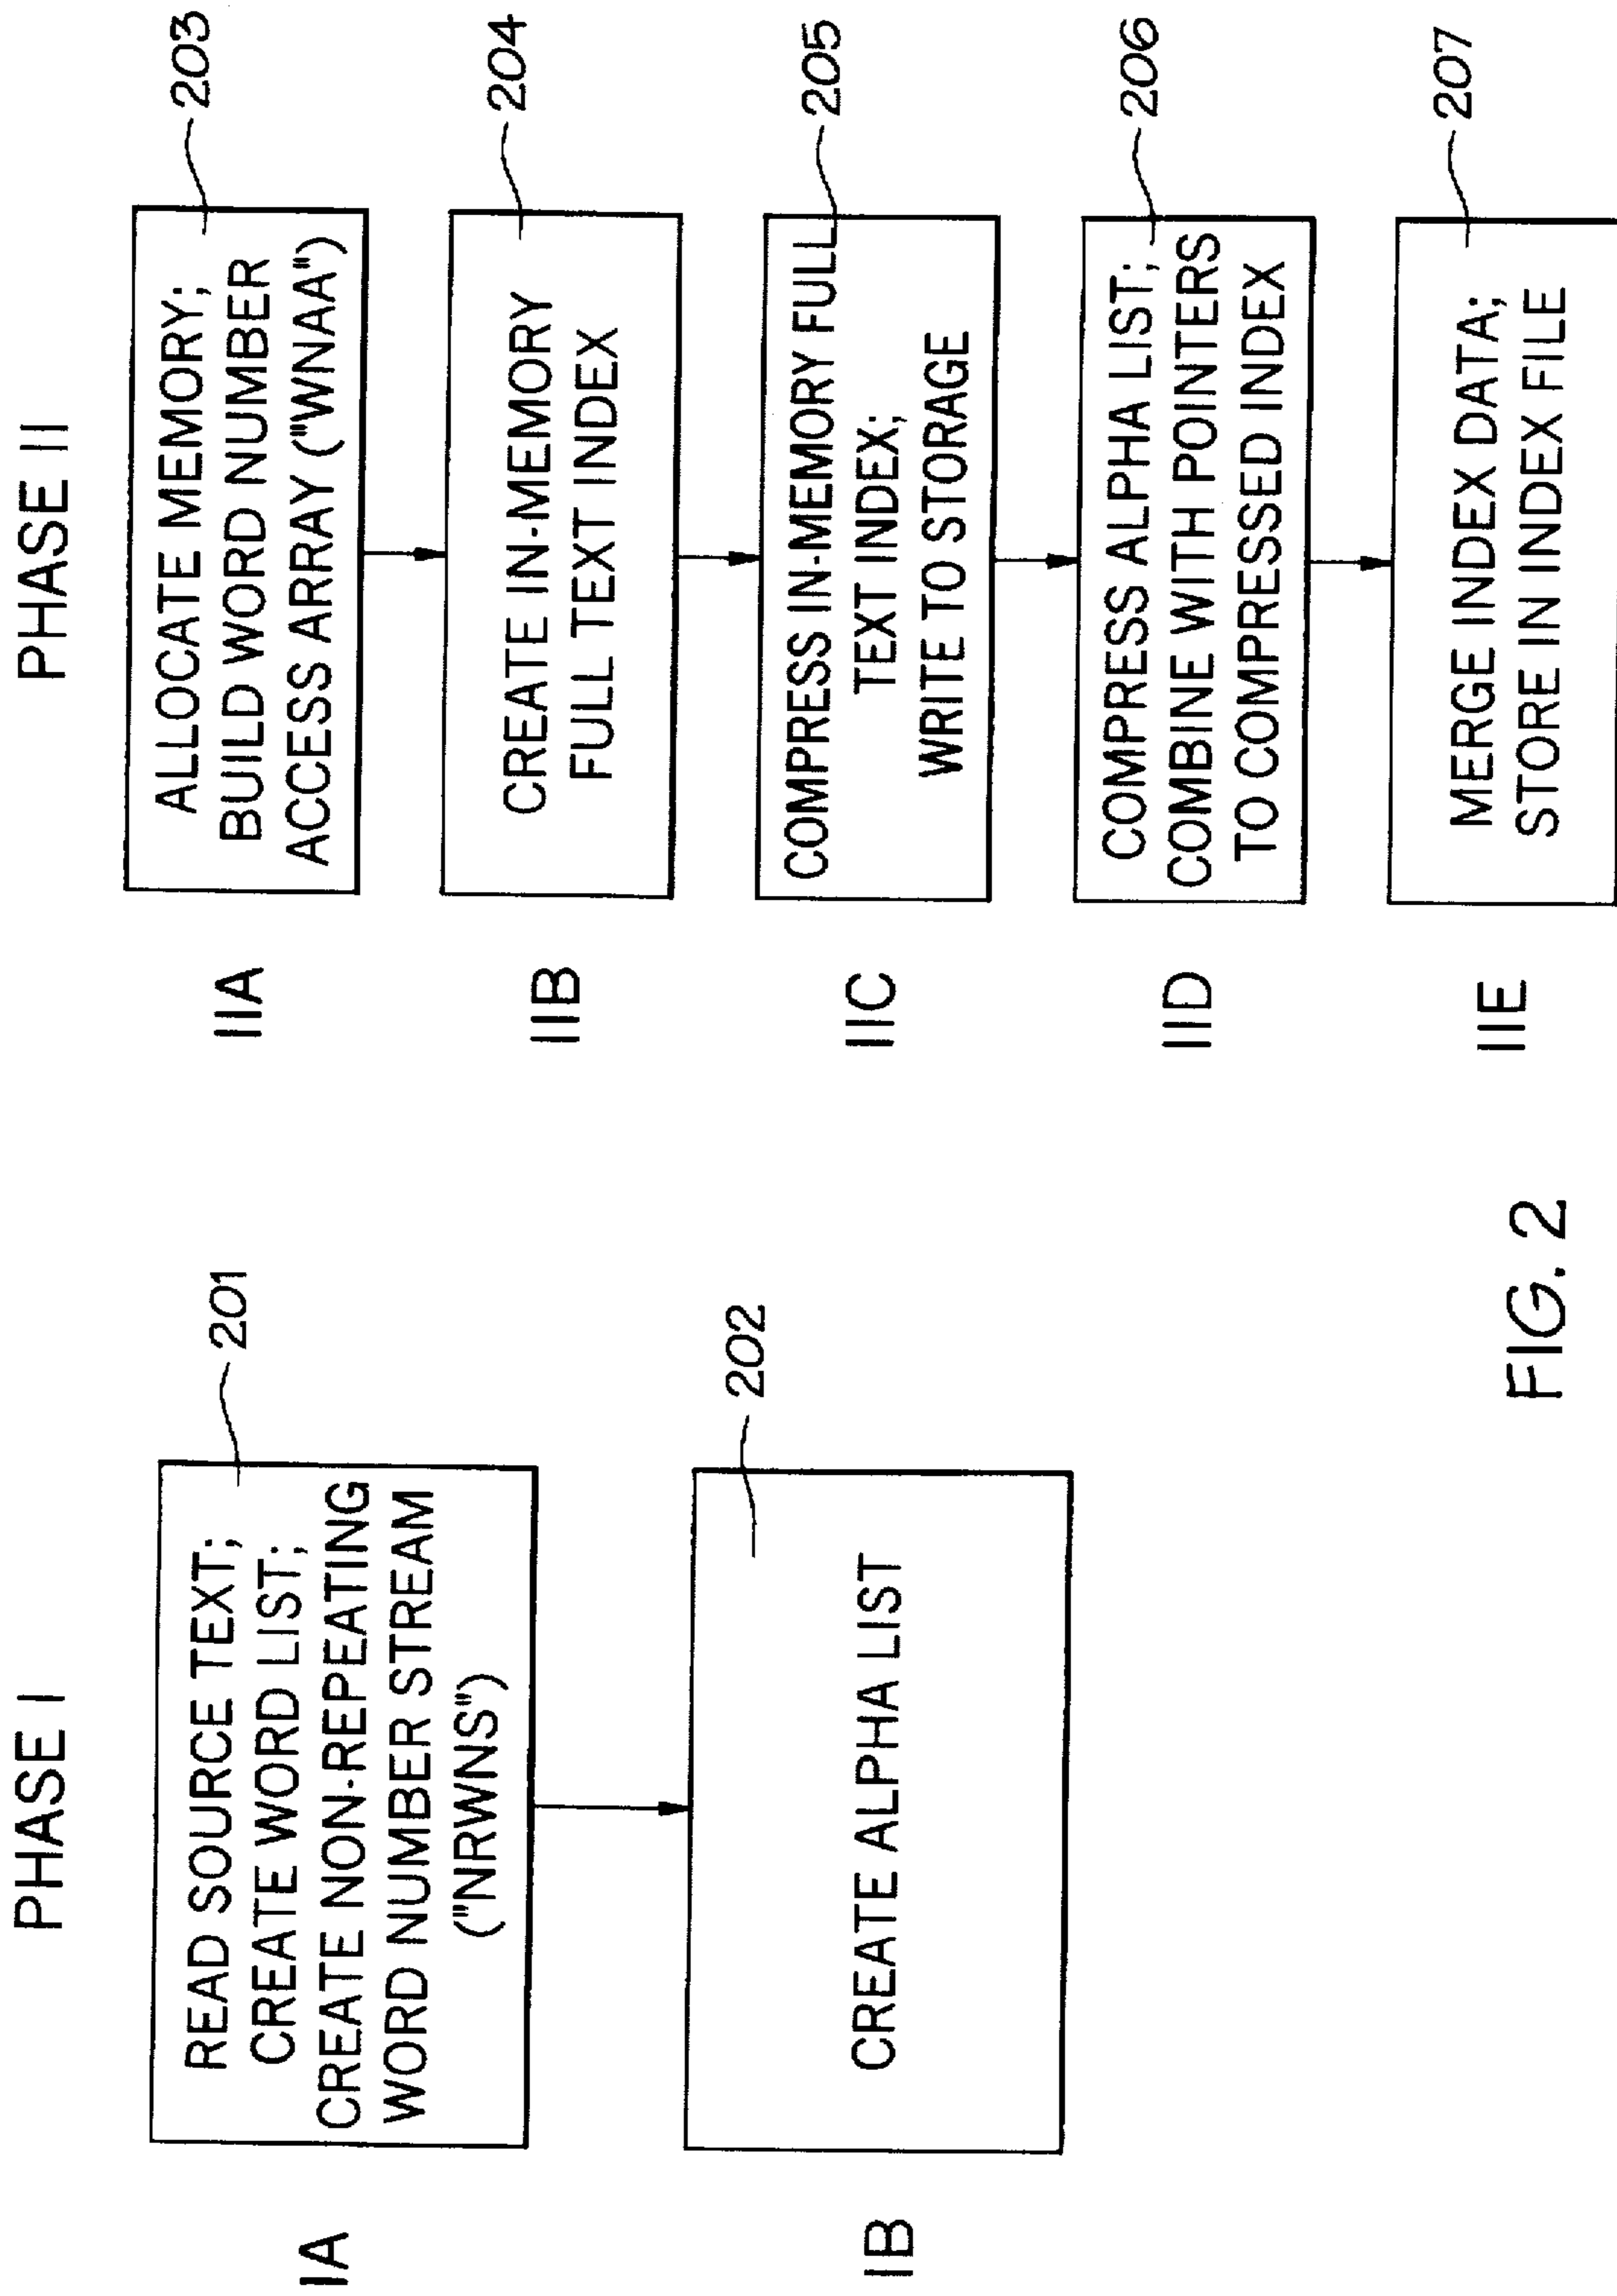 PHASE I
IA
READ SOURCE TEXT;
CREATE WORD LIST;
CREATE NON-REPEATING
WORD NUMBER STREAM
("NRWNS")
201
IB
CREATE ALPHA LIST
202
PHASE II
IIA
ALLOCATE MEMORY;
BUILD WORD NUMBER
ACCESS ARRAY ("WNAA")
203
IIB
CREATE IN-MEMORY
FULL TEXT INDEX
204
IIC
COMPRESS IN-MEMORY FULL
TEXT INDEX;
WRITE TO STORAGE
205
IID
COMPRESS ALPHA LIST;
COMBINE WITH POINTERS
TO COMPRESSED INDEX
206
IIE
MERGE INDEX DATA;
STORE IN INDEX FILE
207
FIG. 2